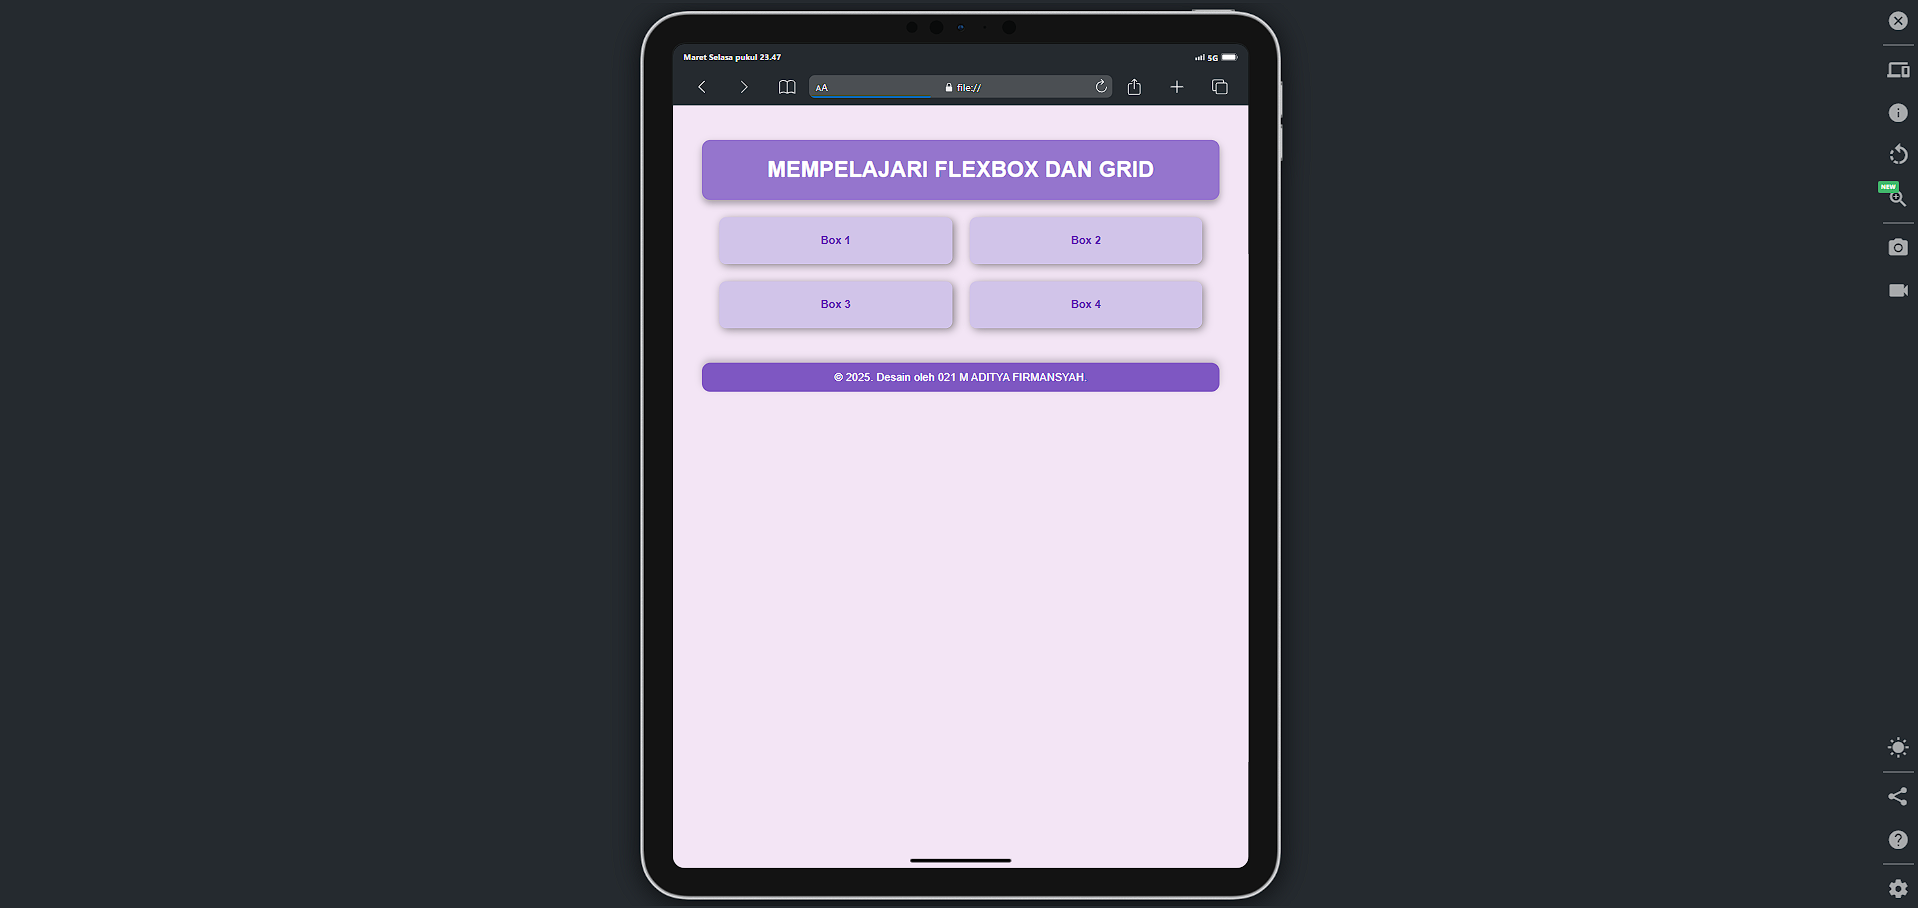 Maret Selasa pukul 23.47
5G
AA
file://
NEW
MEMPELAJARI FLEXBOX DAN GRID
Box 1
Box 2
Box 3
Box 4
© 2025. Desain oleh 021 M ADITYA FIRMANSYAH.